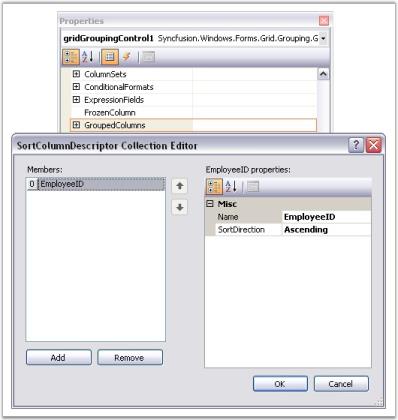 Properties
gridGroupingControl1 Syncfusion.Windows.Forms.Grid.Grouping.G
ColumnSets
ConditionalFormats
ExpressionFields
FrozenColumn
GroupedColumns
SortColumnDescriptor Collection Editor
Members:
0 EmployeeID
Add
Remove
EmployeeID properties:
Misc
Name EmployeeID
SortDirection Ascending
OK
Cancel